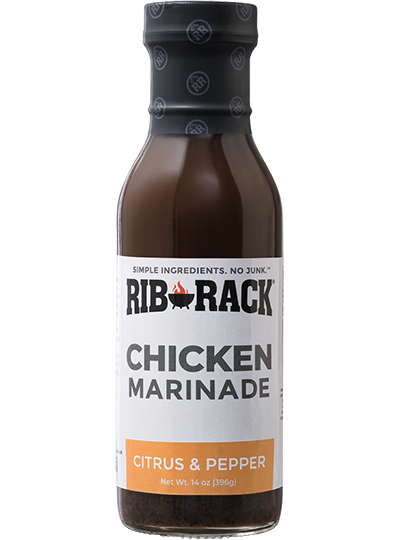 SIMPLE INGREDIENTS. NO JUNK.™
RIB RACK®
CHICKEN
MARINADE
CITRUS & PEPPER
Net Wt. 14 oz (396g)